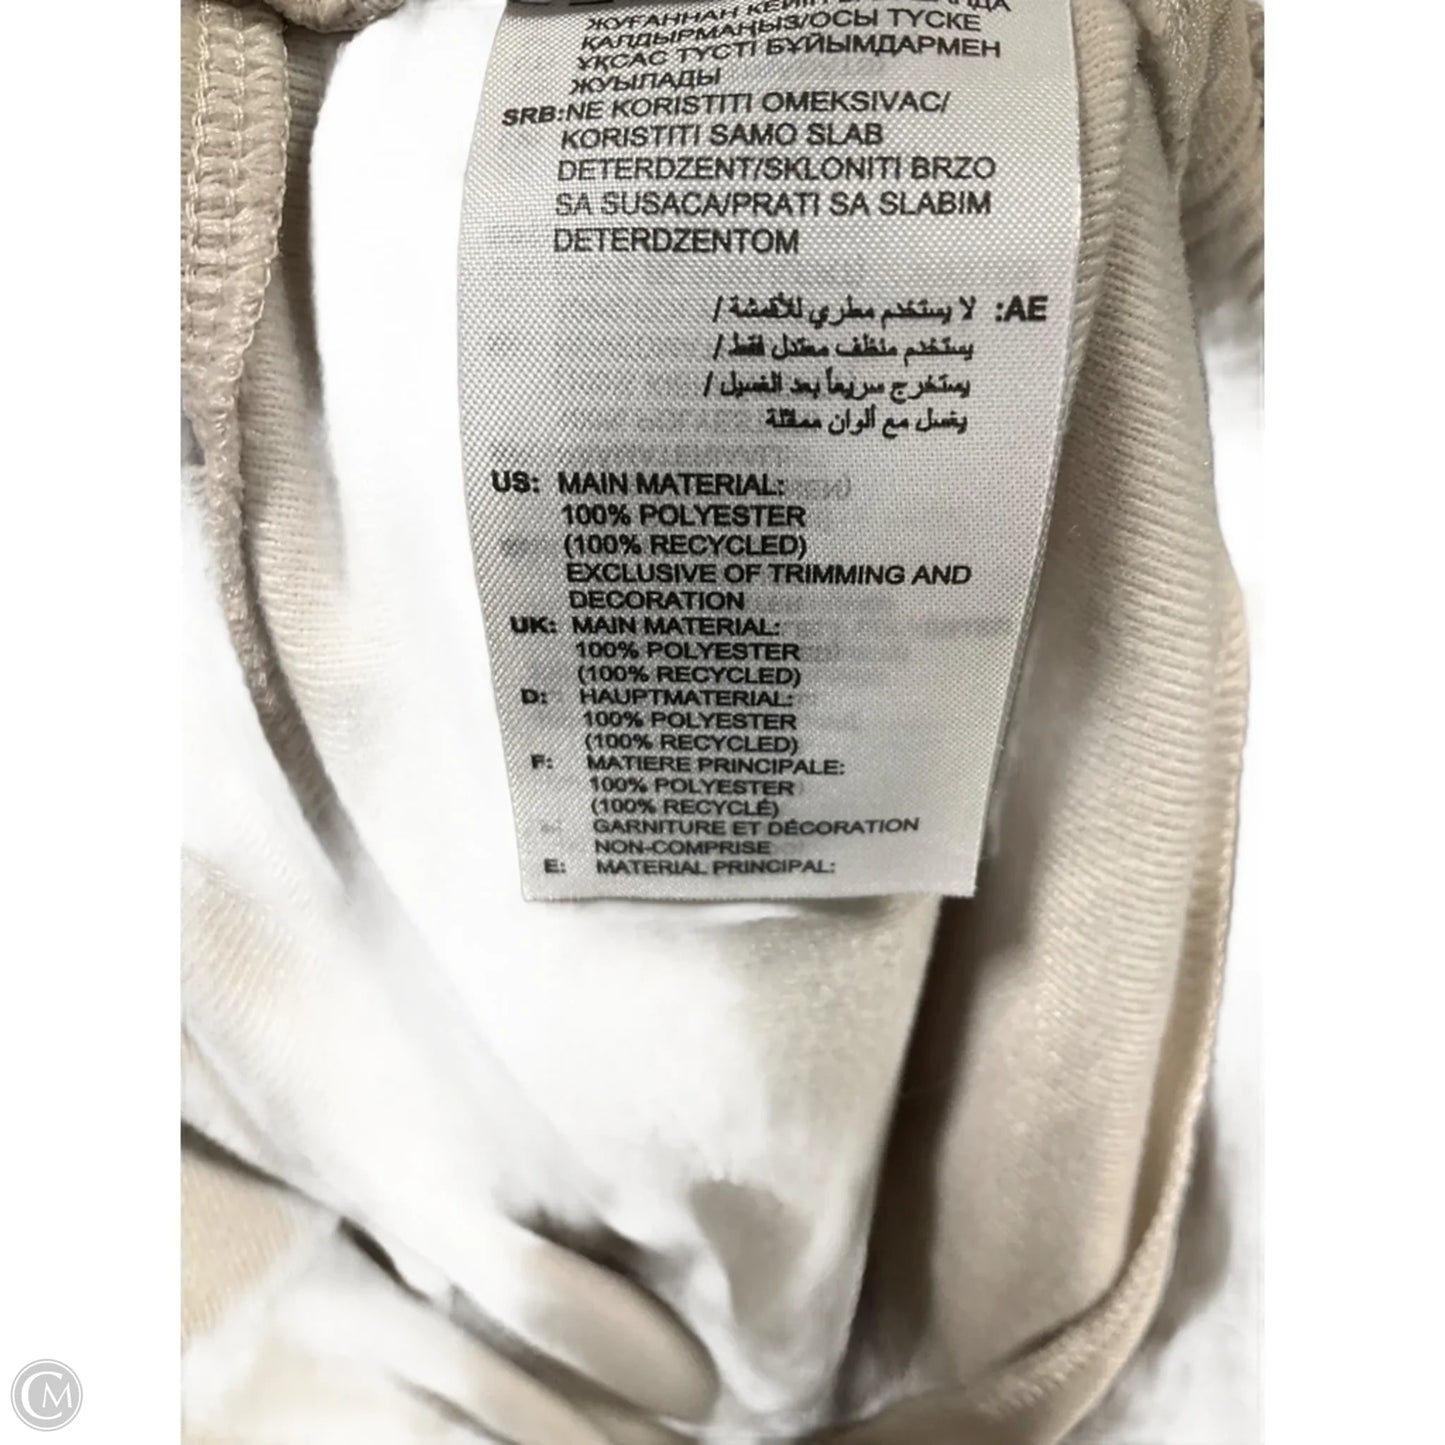 ЖУҒАННАН КЕЙІН
ҚАЛДЫРМАҢЫЗ/ОСЫ ТҮСКЕ
ҰҚСАС ТҮСТІ БҰЙЫМДАРМЕН
ЖУЫЛАДЫ
SRB:NE KORISTITI OMEKSIVAC/
KORISTITI SAMO SLAB
DETERDZENT/SKLONITI BRZO
SA SUSACA/PRATI SA SLABIM
DETERDZENTOM
AE: لا يستخدم مطري للأقمشة /
يستخدم منظف معتدل فقط /
يستخرج سريعاً بعد الغسيل /
يغسل مع ألوان مماثلة
US: MAIN MATERIAL:
100% POLYESTER
(100% RECYCLED)
EXCLUSIVE OF TRIMMING AND
DECORATION
UK: MAIN MATERIAL:
100% POLYESTER
(100% RECYCLED)
D: HAUPTMATERIAL:
100% POLYESTER
(100% RECYCLED)
F: MATIERE PRINCIPALE:
100% POLYESTER
(100% RECYCLÉ)
GARNITURE ET DÉCORATION
NON-COMPRISE
E: MATERIAL PRINCIPAL:
CM